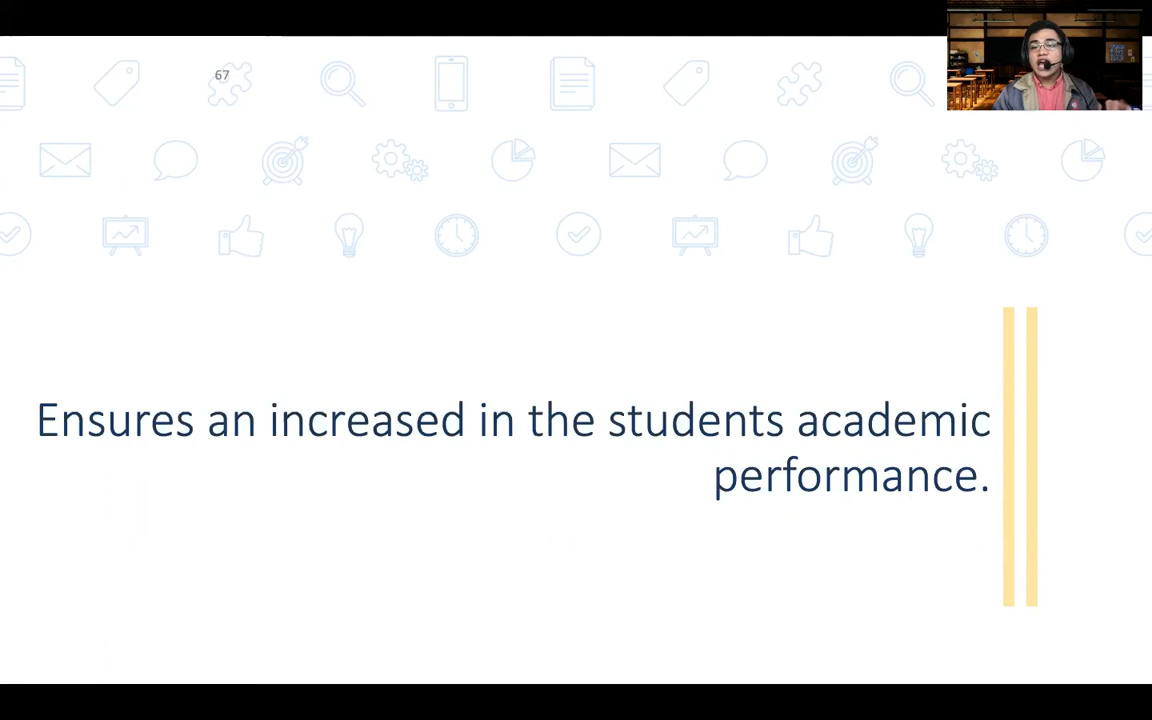 67
Ensures an increased in the students academic
performance.